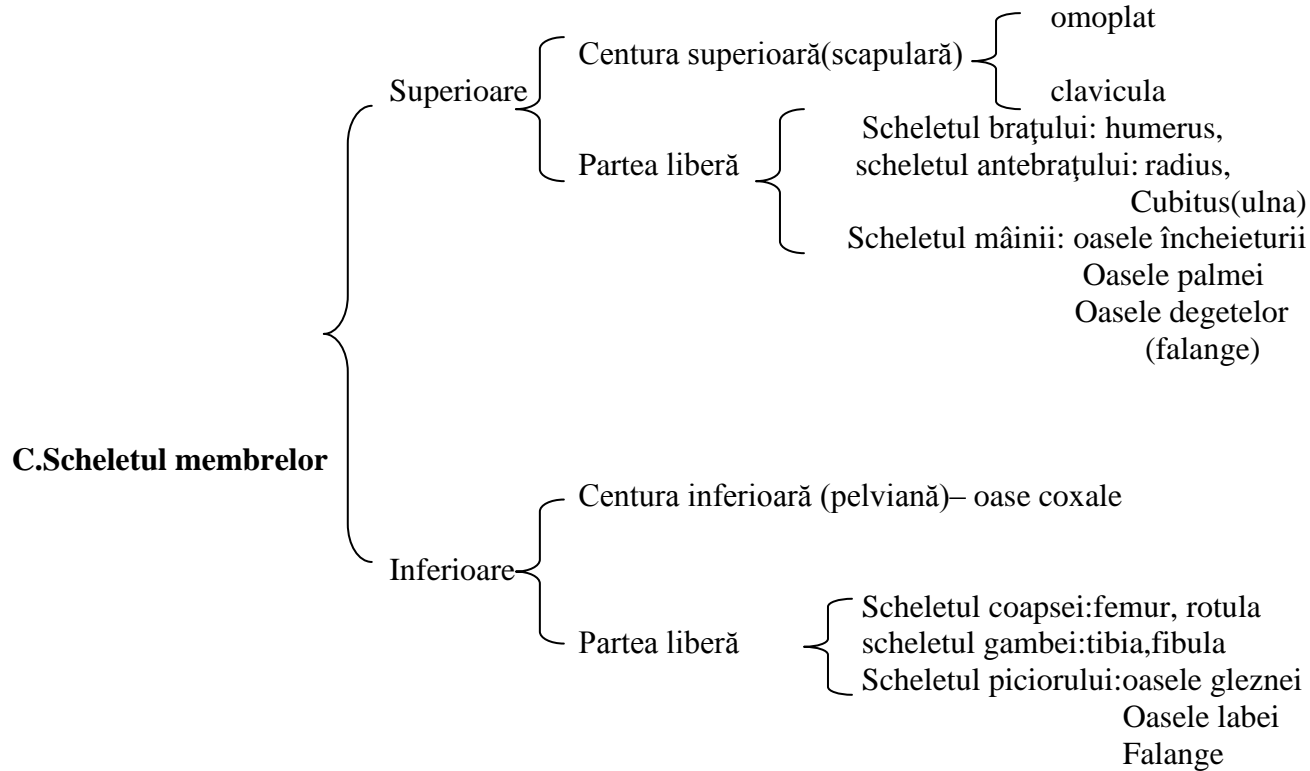 omoplat
Centura superioară(scapulară)
Superioare
clavicula
Scheletul braţului: humerus,
Partea liberă
scheletul antebraţului: radius,
Cubitus(ulna)
Scheletul mâinii: oasele încheieturii
Oasele palmei
Oasele degetelor
(falange)
C.Scheletul membrelor
Centura inferioară (pelviană)– oase coxale
Inferioare
Scheletul coapsei:femur, rotula
Partea liberă
scheletul gambei:tibia,fibula
Scheletul piciorului:oasele gleznei
Oasele labei
Falange